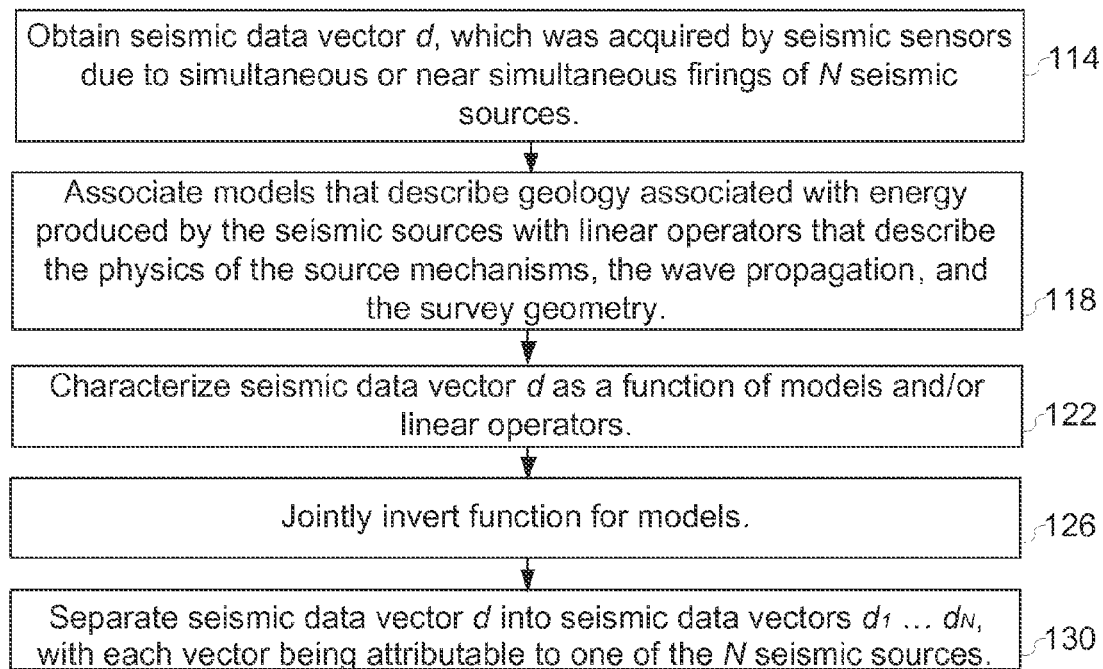 Obtain seismic data vector d, which was acquired by seismic sensors
due to simultaneous or near simultaneous firings of N seismic
sources.
114
Associate models that describe geology associated with energy
produced by the seismic sources with linear operators that describe
the physics of the source mechanisms, the wave propagation, and
the survey geometry.
118
Characterize seismic data vector d as a function of models and/or
linear operators.
122
Jointly invert function for models.
126
Separate seismic data vector d into seismic data vectors d1 ... dN,
with each vector being attributable to one of the N seismic sources.
130